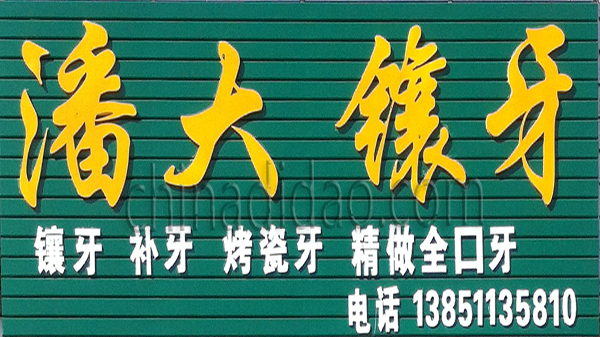 潘大镶牙
chinadidao.com
镶牙 补牙 烤瓷牙 精做全口牙
电话 13851135810